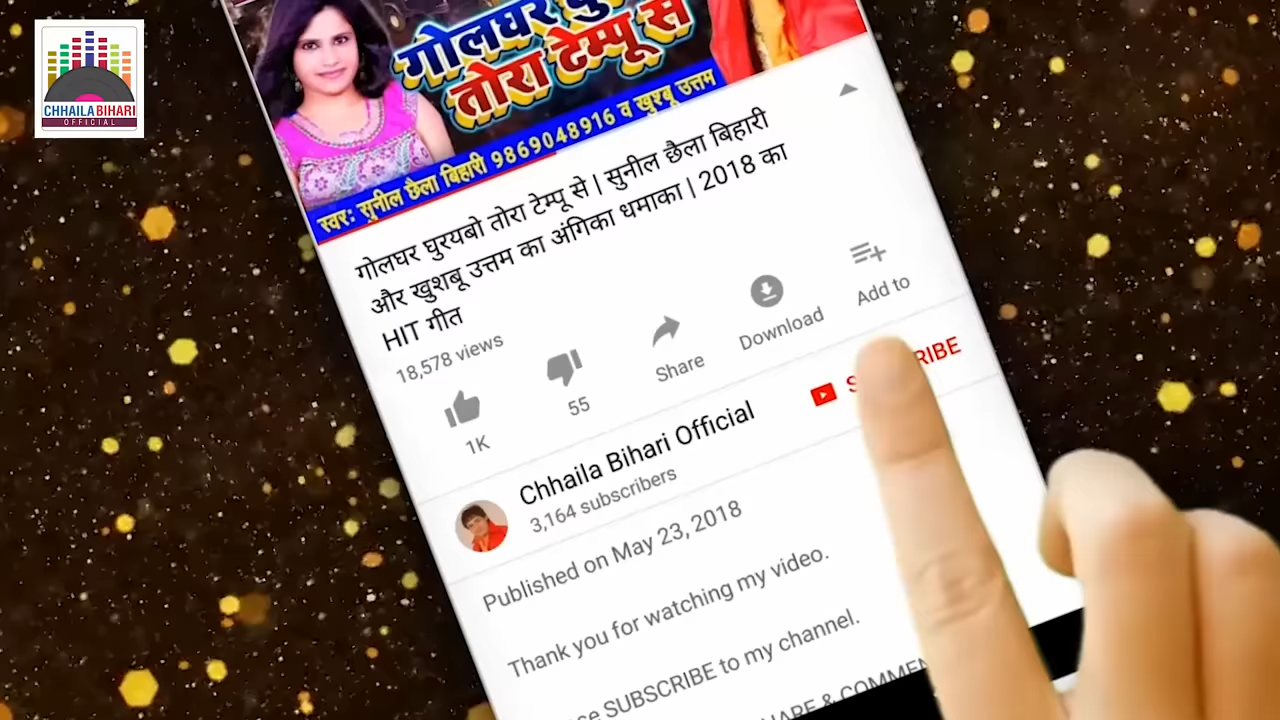 CHHAILA BIHARI
OFFICIAL
गोलघर
तोरा टेम्पू से
स्वरः सुनील छैला बिहारी 9869048916 व खुश्बू उत्तम
गोलघर घुरयबो तोरा टेम्पू से | सुनील छैला बिहारी
और खुशबू उत्तम का अंगिका धमाका | 2018 का
HIT गीत
18,578 views
1K
55
Share
Download
Add to
Chhaila Bihari Official
3,164 subscribers
Published on May 23, 2018
Thank you for watching my video.
SUBSCRIBE to my channel.